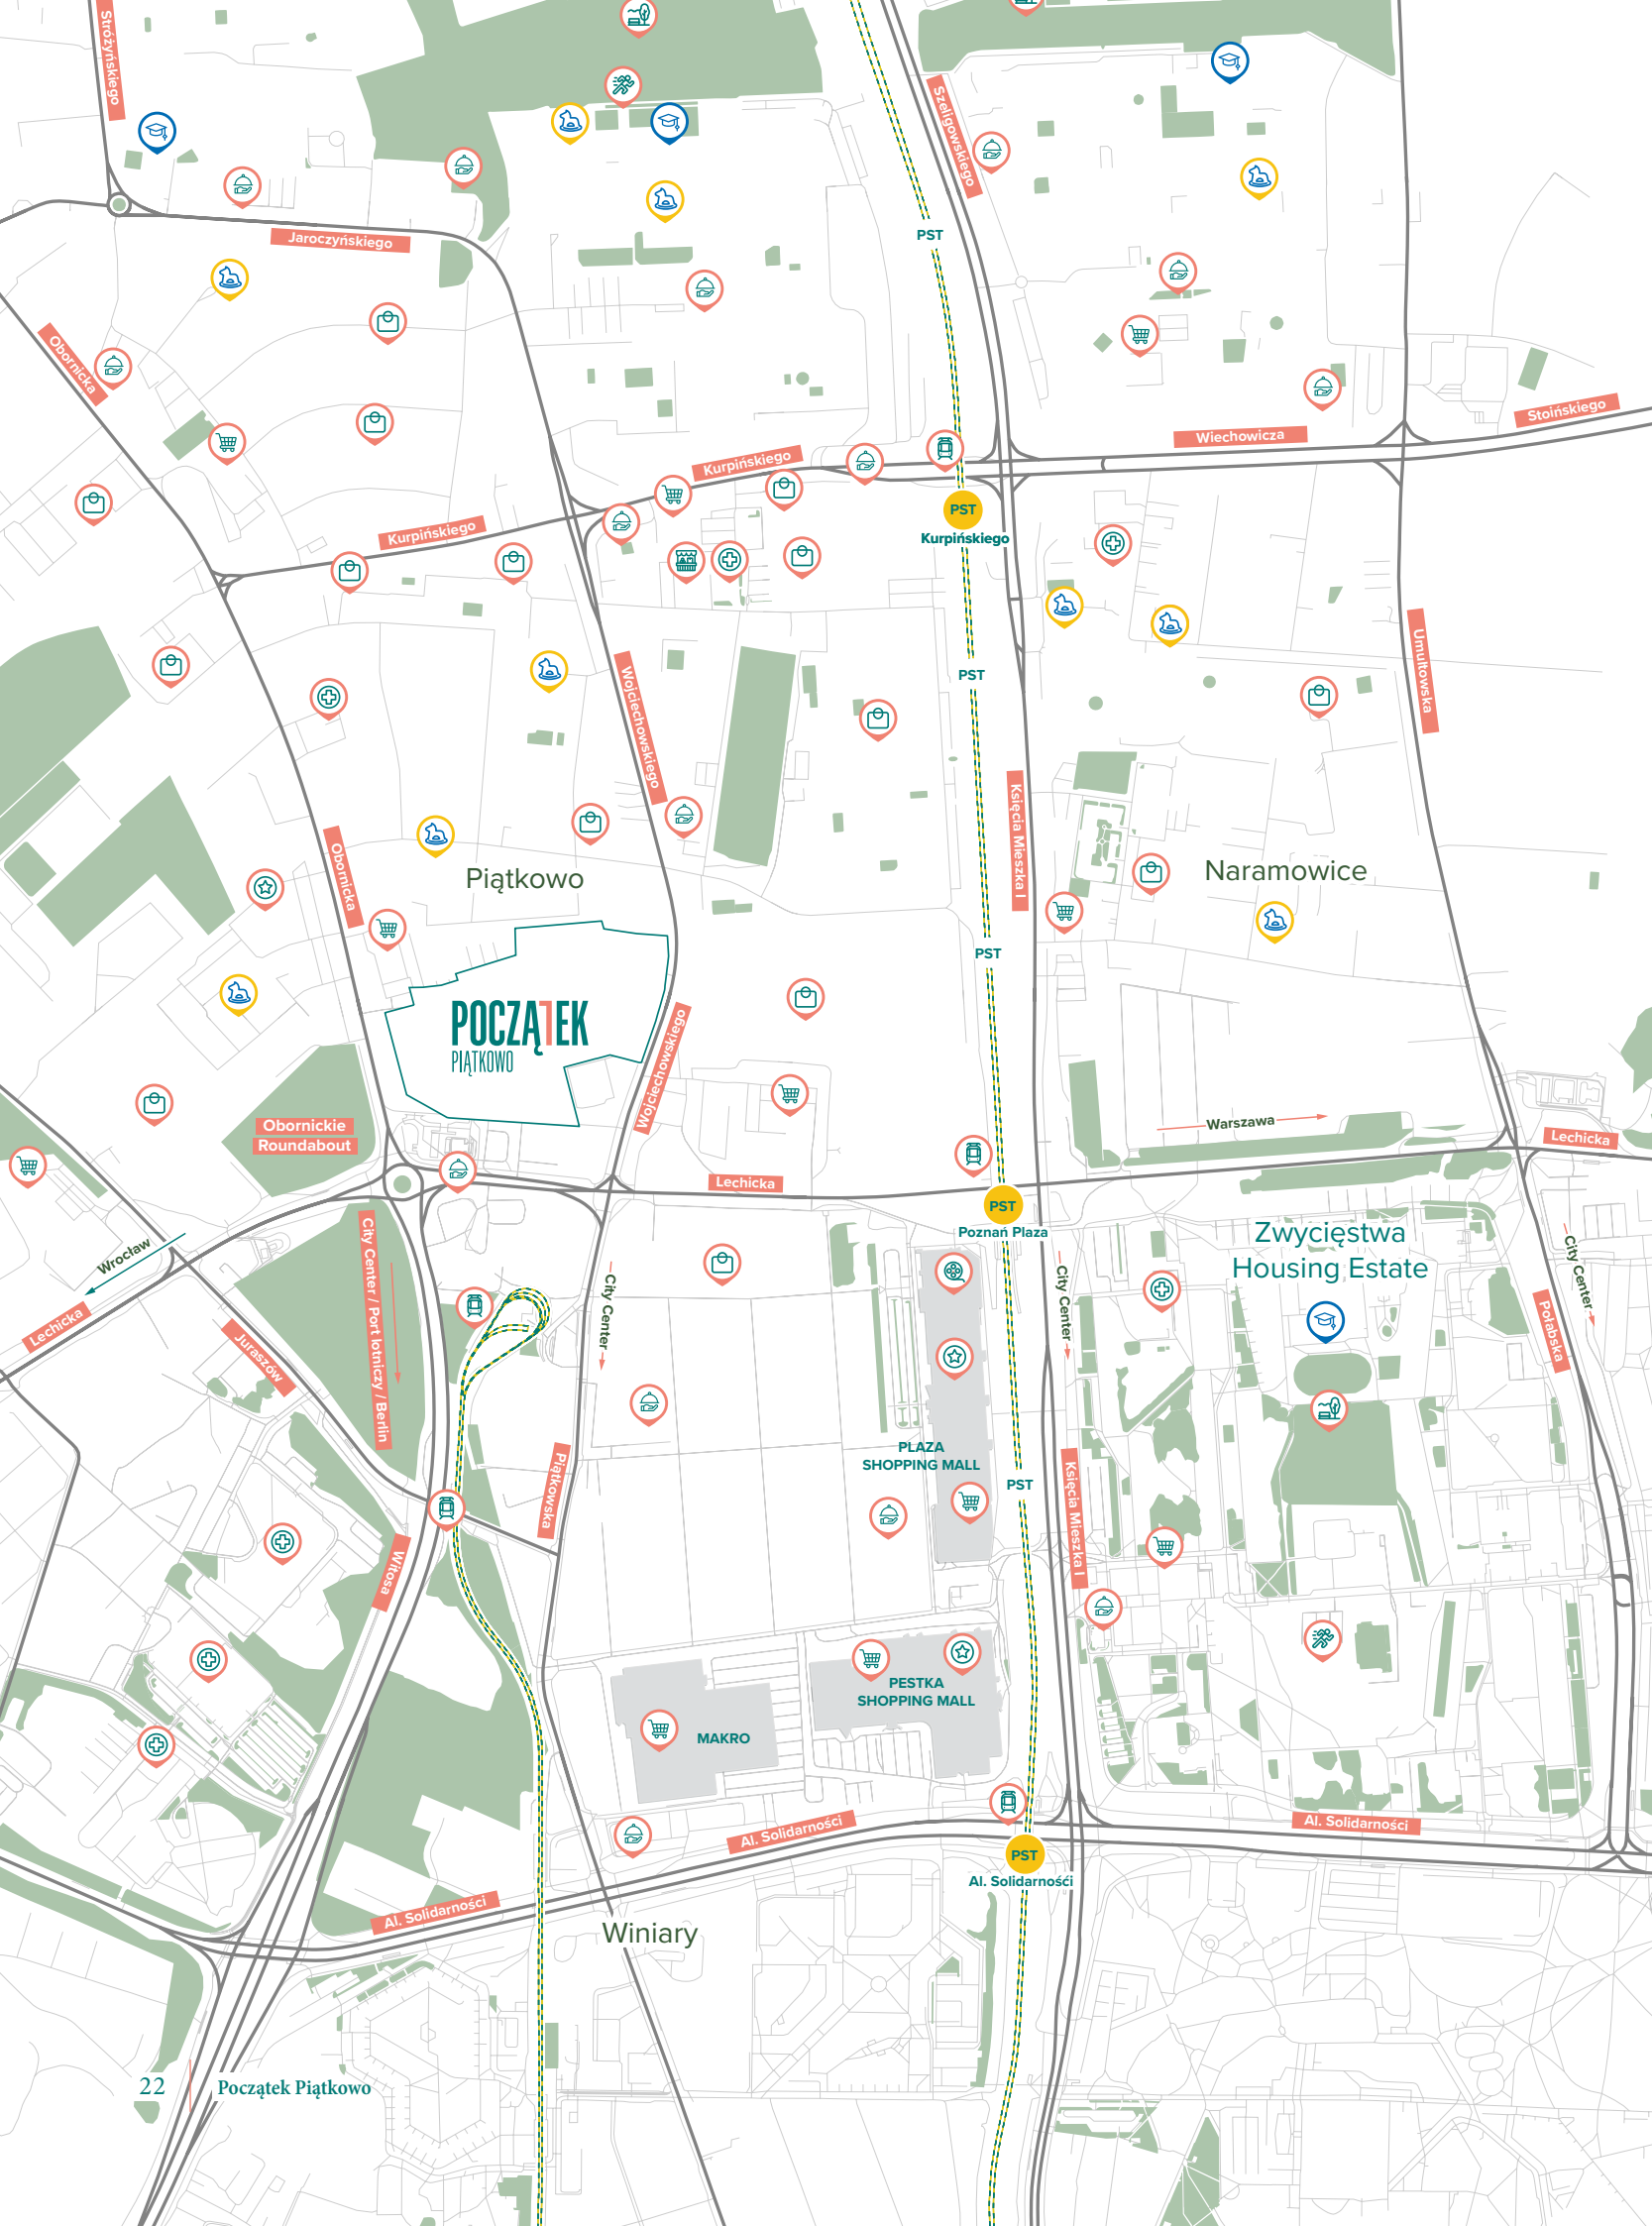 Stróżyńskiego
Szeligowskiego
PST
Jaroczyńskiego
Obornicka
Stoińskiego
Wiechowicza
Kurpińskiego
PST
Kurpińskiego
Kurpińskiego
Umultowska
PST
Wojciechowskiego
Księcia Mieszka I
Obornicka
Piątkowo
Naramowice
PST
POCZĄTEK
PIĄTKOWO
Wojciechowskiego
Obornickie
Roundabout
Warszawa
Lechicka
Lechicka
PST
Poznań Plaza
Zwycięstwa
Housing Estate
Wrocław
City Center / Port lotniczy / Berlin
City Center
City Center
City Center
Lechicka
Juraszów
Połabska
PLAZA
SHOPPING MALL
PST
Piątkowska
Księcia Mieszka I
Witosa
PESTKA
SHOPPING MALL
MAKRO
Al. Solidarności
Al. Solidarności
PST
Al. Solidarnośći
Al. Solidarności
Winiary
22
Początek Piątkowo